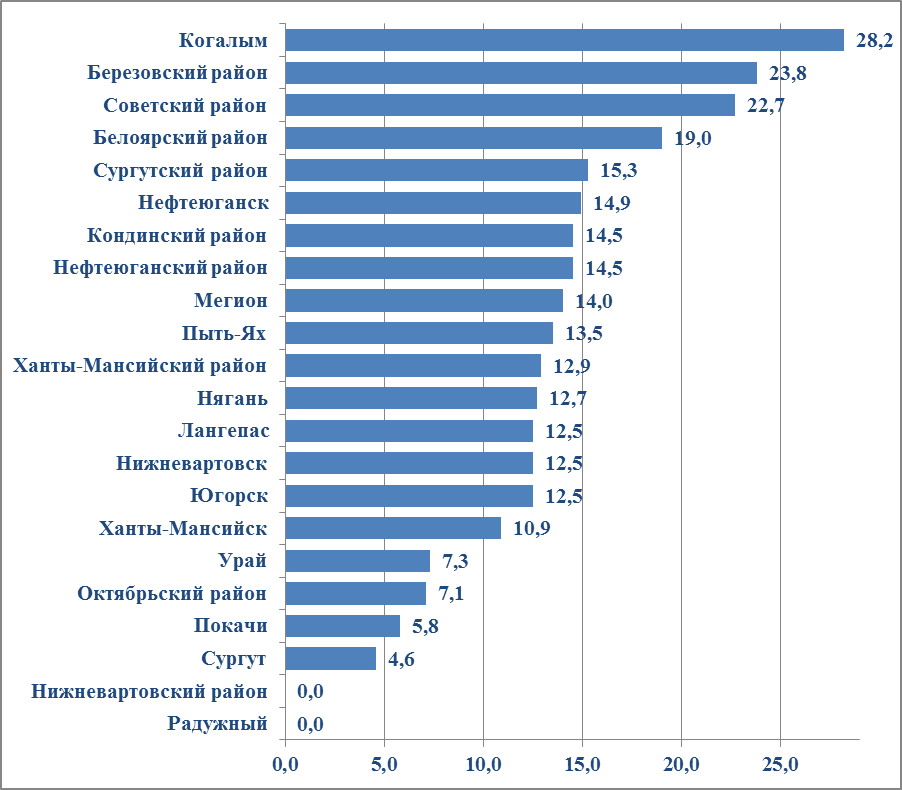 Когалым 28,2
Березовский район 23,8
Советский район 22,7
Белоярский район 19,0
Сургутский район 15,3
Нефтеюганск 14,9
Кондинский район 14,5
Нефтеюганский район 14,5
Мегион 14,0
Пыть-Ях 13,5
Ханты-Мансийский район 12,9
Нягань 12,7
Лангепас 12,5
Нижневартовск 12,5
Югорск 12,5
Ханты-Мансийск 10,9
Урай 7,3
Октябрьский район 7,1
Покачи 5,8
Сургут 4,6
Нижневартовский район 0,0
Радужный 0,0
0,0 5,0 10,0 15,0 20,0 25,0